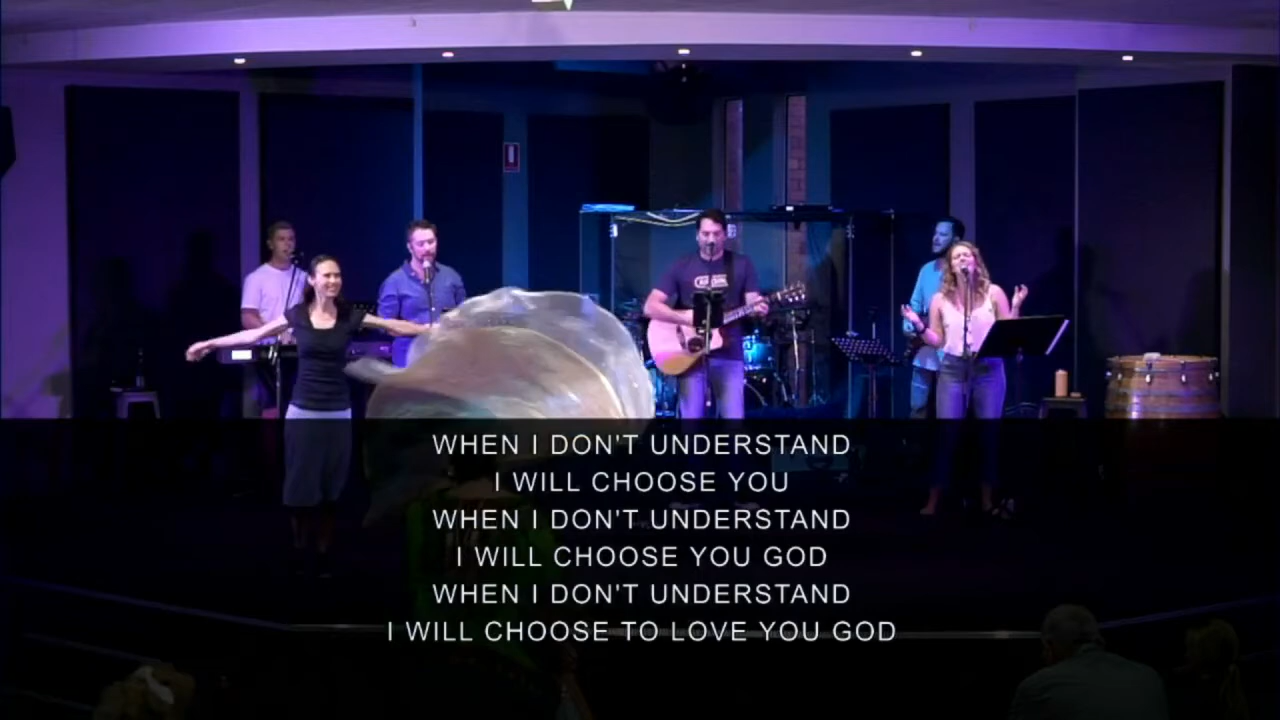 WHEN I DON'T UNDERSTAND
I WILL CHOOSE YOU
WHEN I DON'T UNDERSTAND
I WILL CHOOSE YOU GOD
WHEN I DON'T UNDERSTAND
I WILL CHOOSE TO LOVE YOU GOD